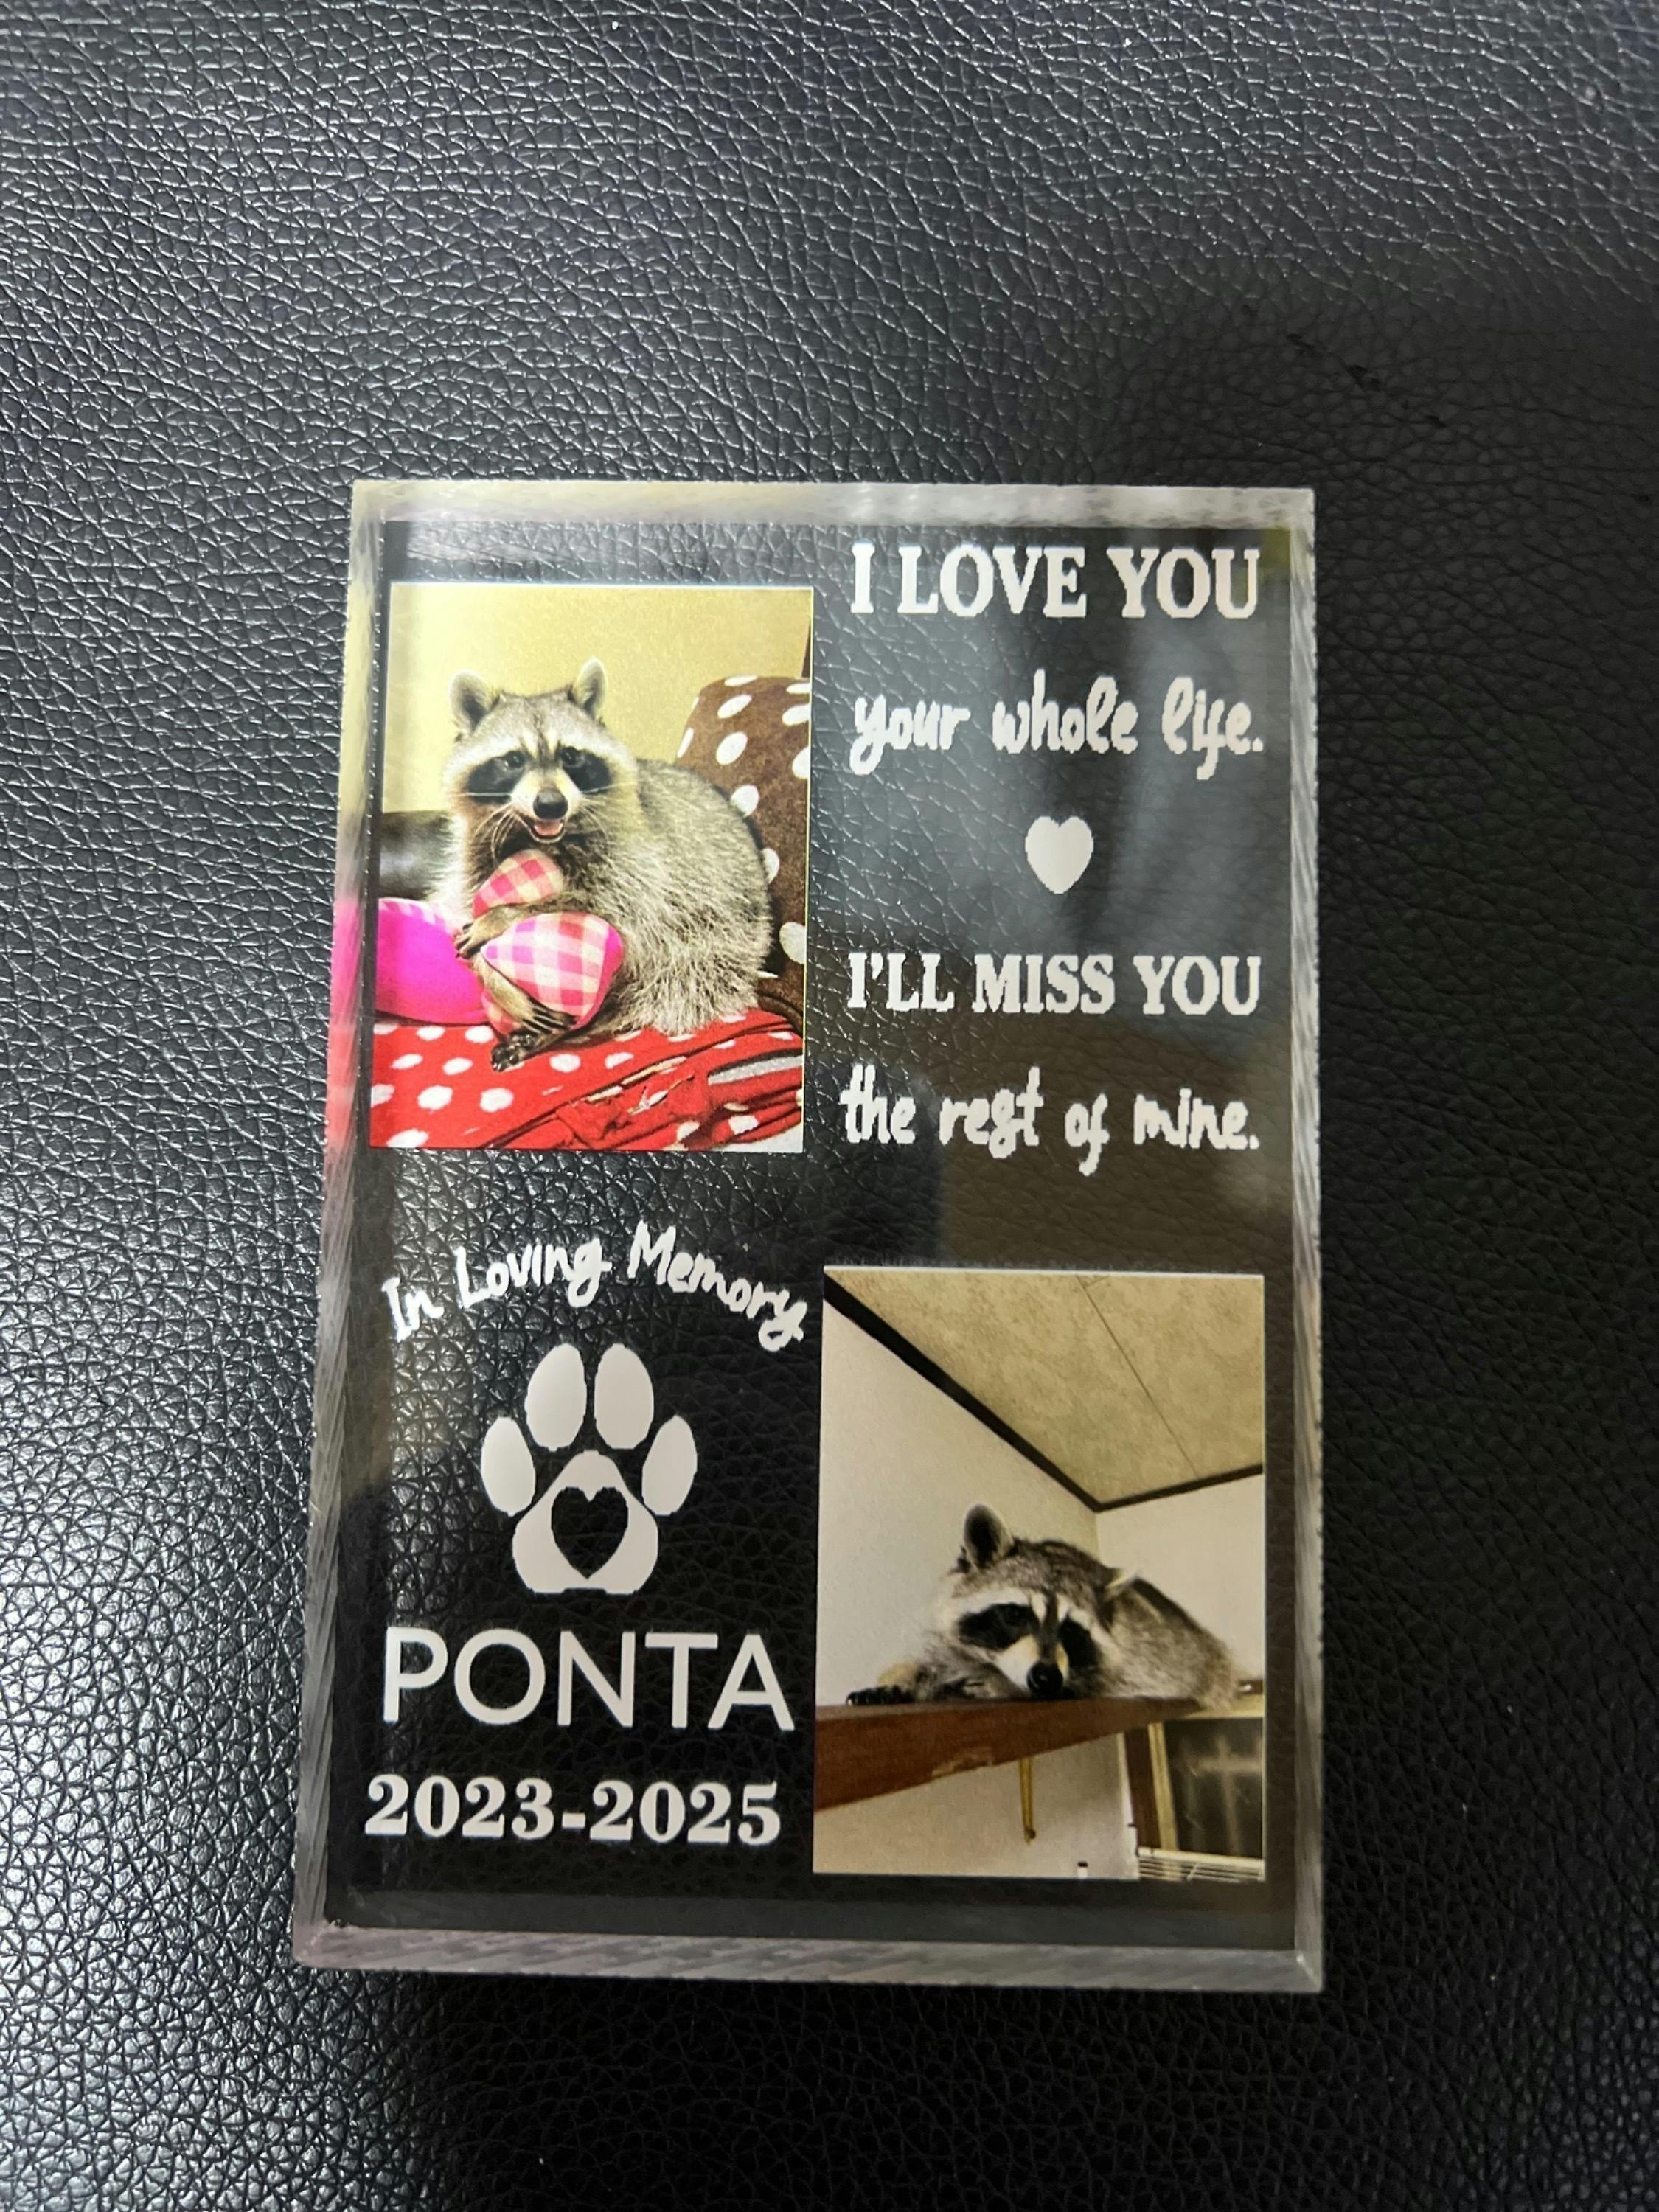 I LOVE YOU
your whole life.
I'LL MISS YOU
the rest of mine.
In Loving Memory
PONTA
2023-2025